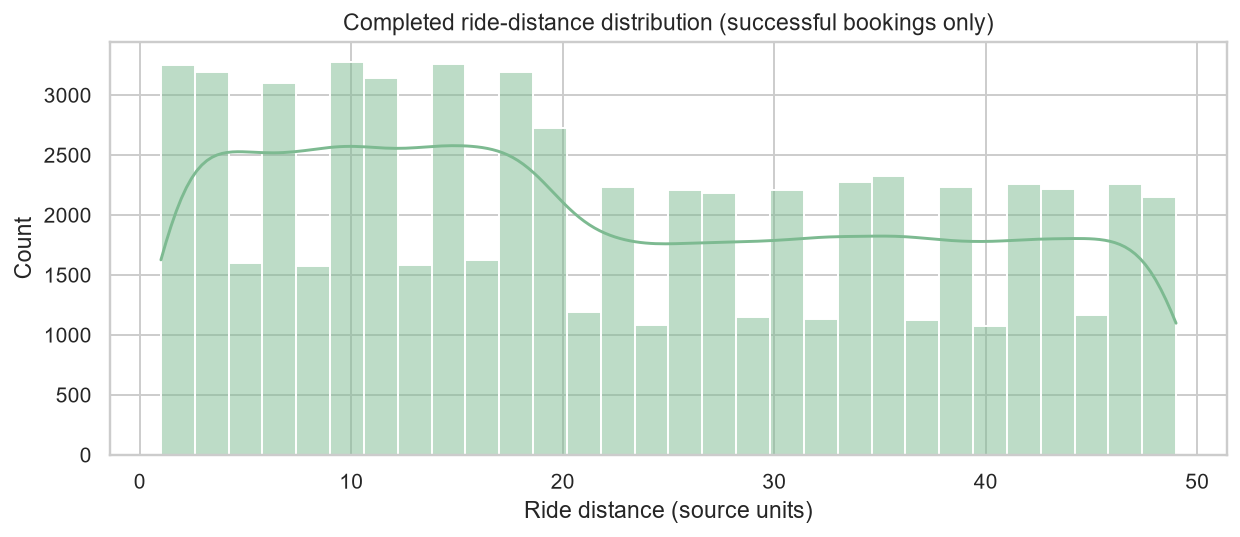 Completed ride-distance distribution (successful bookings only)
3000
2500
2000
1500
1000
500
0
Count
0 10 20 30 40 50
Ride distance (source units)